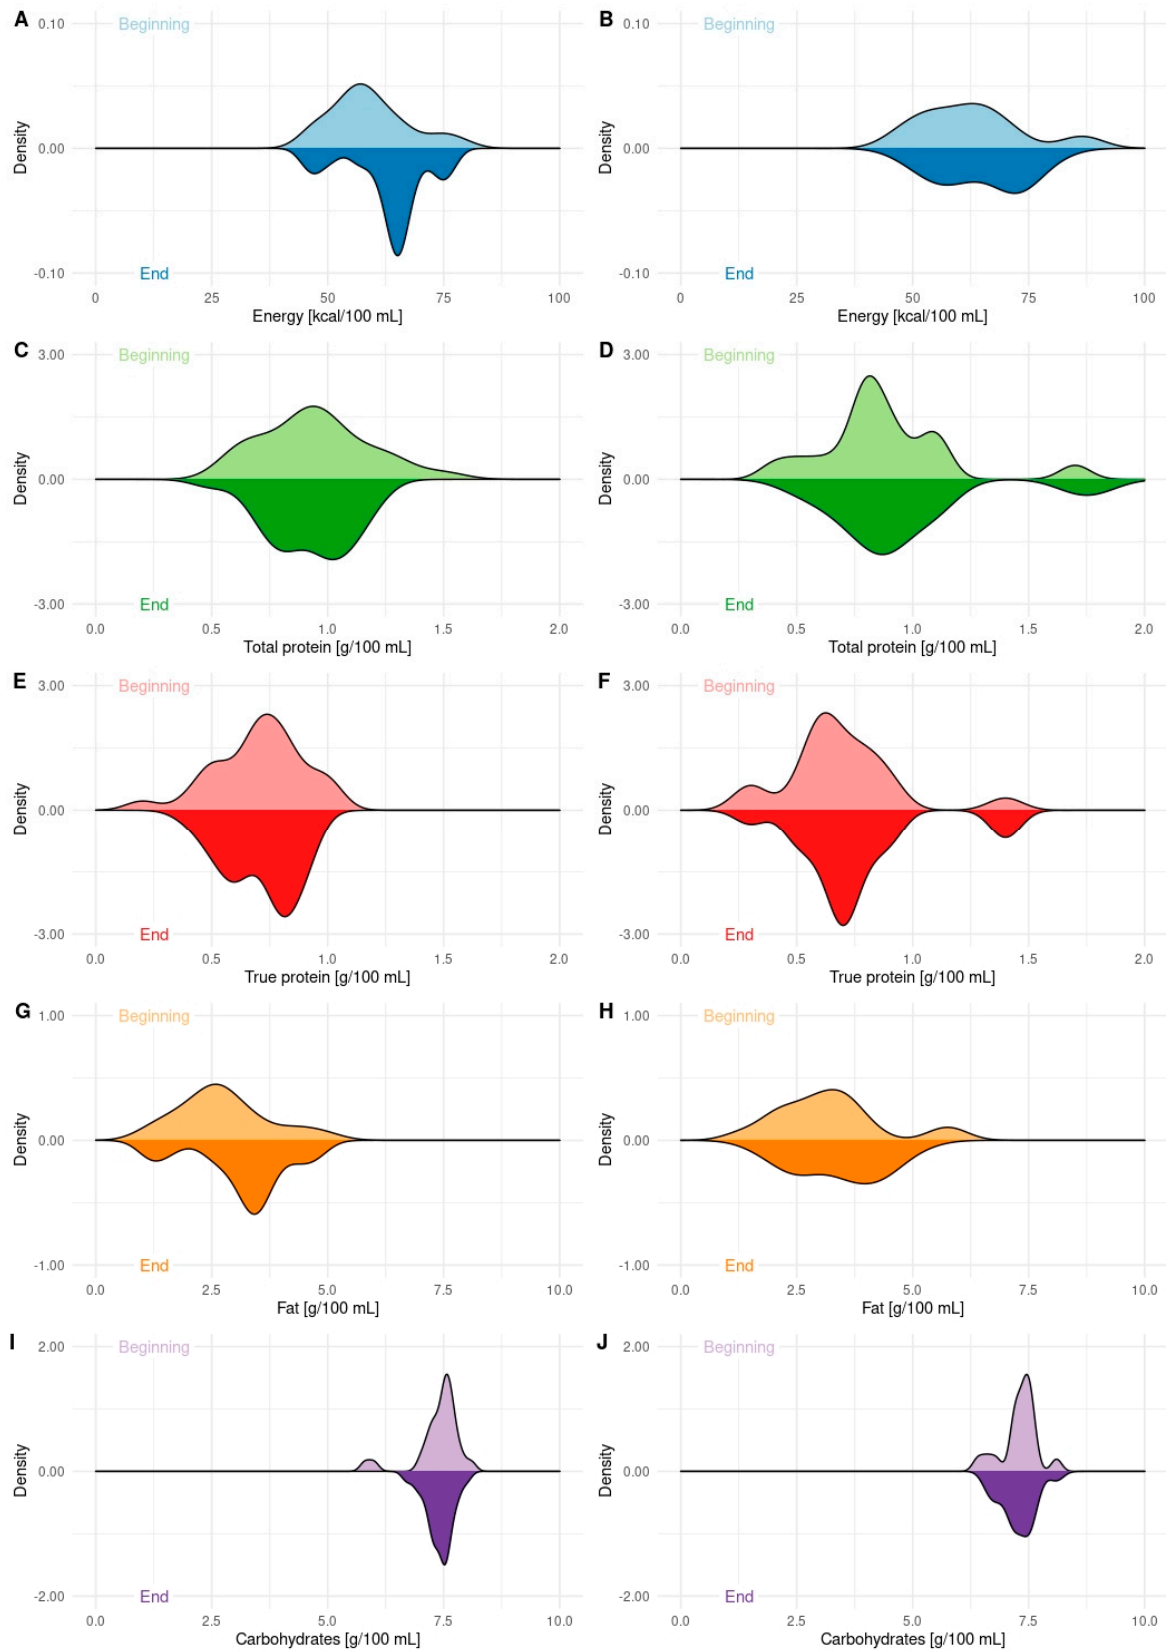 A
B
0.10
Beginning
0.10
Beginning
Density
0.00
Density
0.00
-0.10
End
-0.10
End
0 25 50 75 100
0 25 50 75 100
Energy [kcal/100 mL]
Energy [kcal/100 mL]
C
D
3.00
Beginning
3.00
Beginning
Density
0.00
Density
0.00
-3.00
End
-3.00
End
0.0 0.5 1.0 1.5 2.0
0.0 0.5 1.0 1.5 2.0
Total protein [g/100 mL]
Total protein [g/100 mL]
E
F
3.00
Beginning
3.00
Beginning
Density
0.00
Density
0.00
-3.00
End
-3.00
End
0.0 0.5 1.0 1.5 2.0
0.0 0.5 1.0 1.5 2.0
True protein [g/100 mL]
True protein [g/100 mL]
G
H
1.00
Beginning
1.00
Beginning
Density
0.00
Density
0.00
-1.00
End
-1.00
End
0.0 2.5 5.0 7.5 10.0
0.0 2.5 5.0 7.5 10.0
Fat [g/100 mL]
Fat [g/100 mL]
I
J
2.00
Beginning
2.00
Beginning
Density
0.00
Density
0.00
-2.00
End
-2.00
End
0.0 2.5 5.0 7.5 10.0
0.0 2.5 5.0 7.5 10.0
Carbohydrates [g/100 mL]
Carbohydrates [g/100 mL]